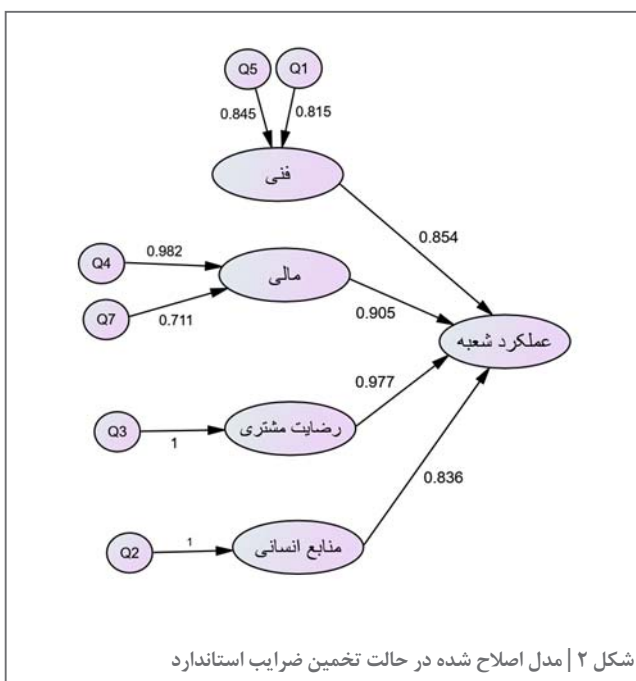 Q5 Q1
0.845 0.815
فنی
0.854
Q4 0.982
مالی
Q7 0.711
0.905
عملکرد شعبه
0.977
Q3 1 رضایت مشتری
0.836
Q2 1 منابع انسانی
شکل ۲ | مدل اصلاح شده در حالت تخمین ضرایب استاندارد